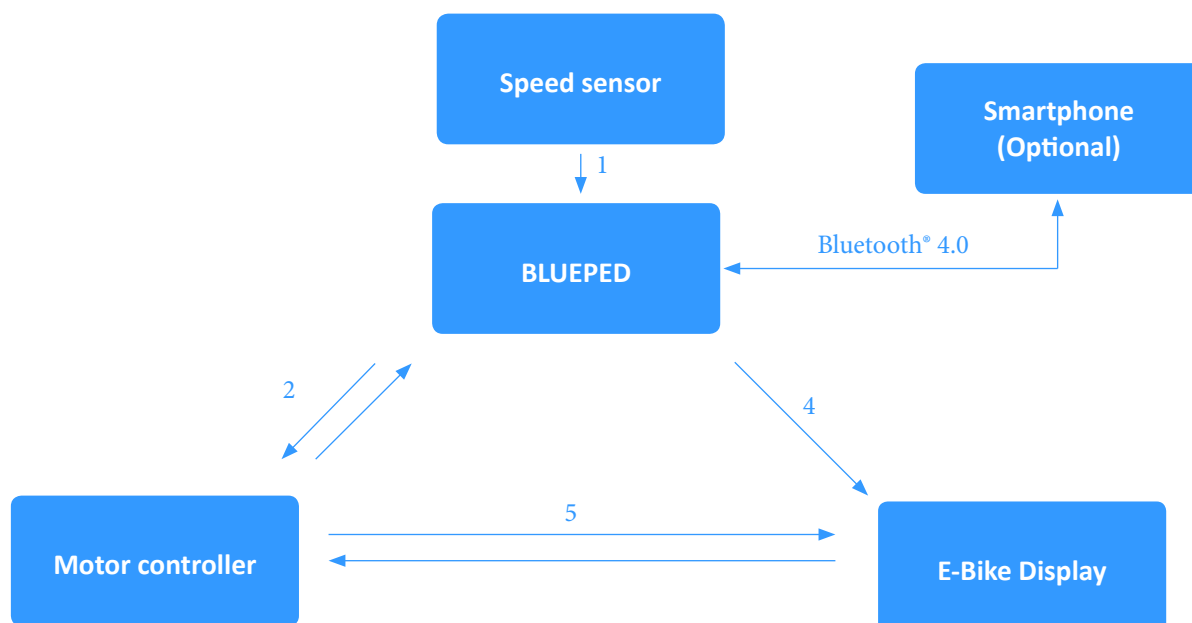 Speed sensor
Smartphone
(Optional)
1
Bluetooth® 4.0
BLUEPED
2
4
5
Motor controller
E-Bike Display